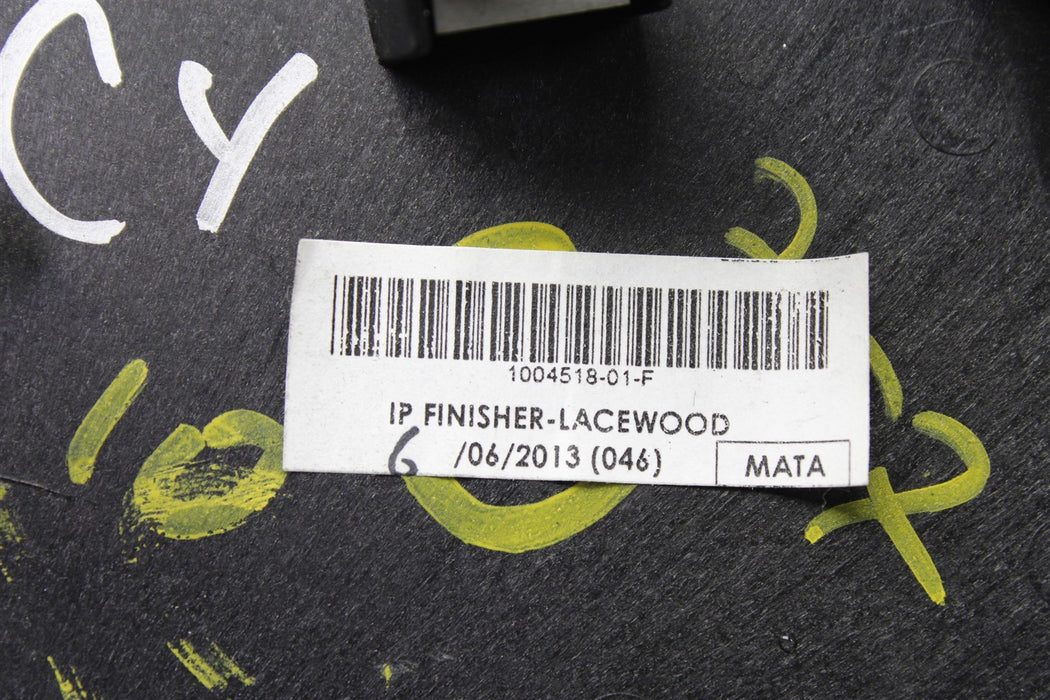 CY
1004518-01-F
IP FINISHER-LACEWOOD
6 /06/2013 (046)
MATA